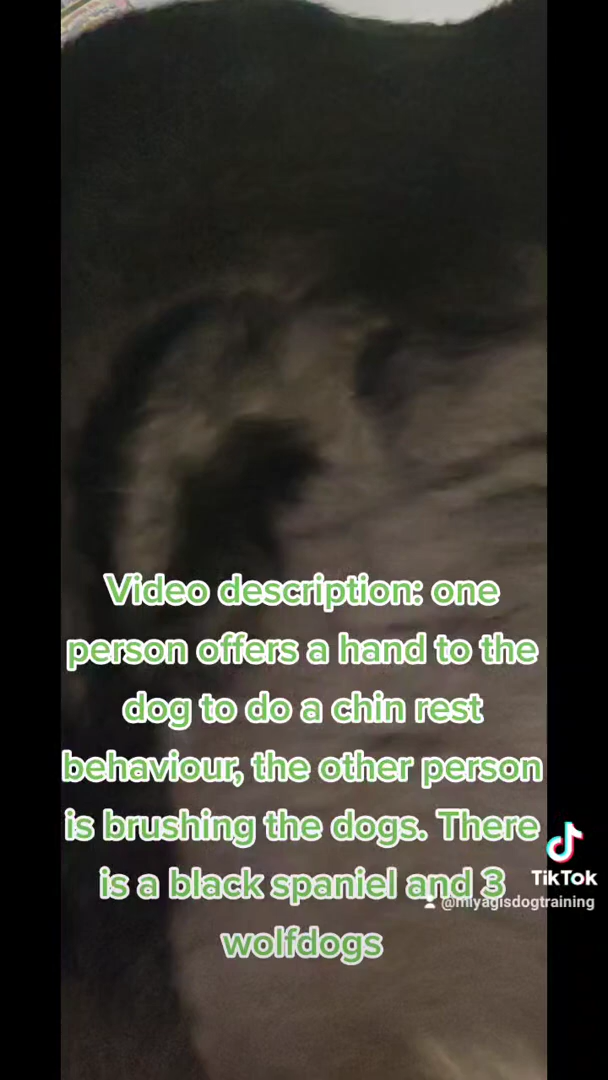 Video description: one
person offers a hand to the
dog to do a chin rest
behaviour, the other person
is brushing the dogs. There
is a black spaniel and 3
wolfdogs
TikTok
@miyagisdogtraining